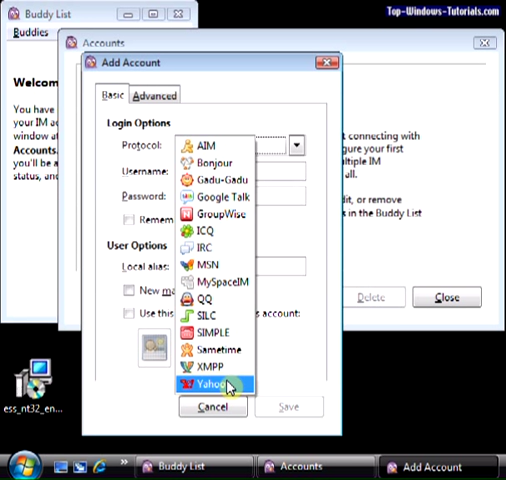 Top-Windows-Tutorials.com
Buddy List
Buddies
Accounts
Welcom
You have
your IM a
window at
Accounts.
you'll be a
status, an
t connecting with
gure your first
ultiple IM
all.
dit, or remove
s in the Buddy List
Delete
Close
Add Account
Basic
Advanced
Login Options
Protocol:
Username:
Password:
Remem
User Options
Local alias:
New ma
Use this
account:
AIM
Bonjour
Gadu-Gadu
Google Talk
GroupWise
ICQ
IRC
MSN
MySpaceIM
QQ
SILC
SIMPLE
Sametime
XMPP
Yahoo
Cancel
Save
ess_nt32_en...
Buddy List
Accounts
Add Account